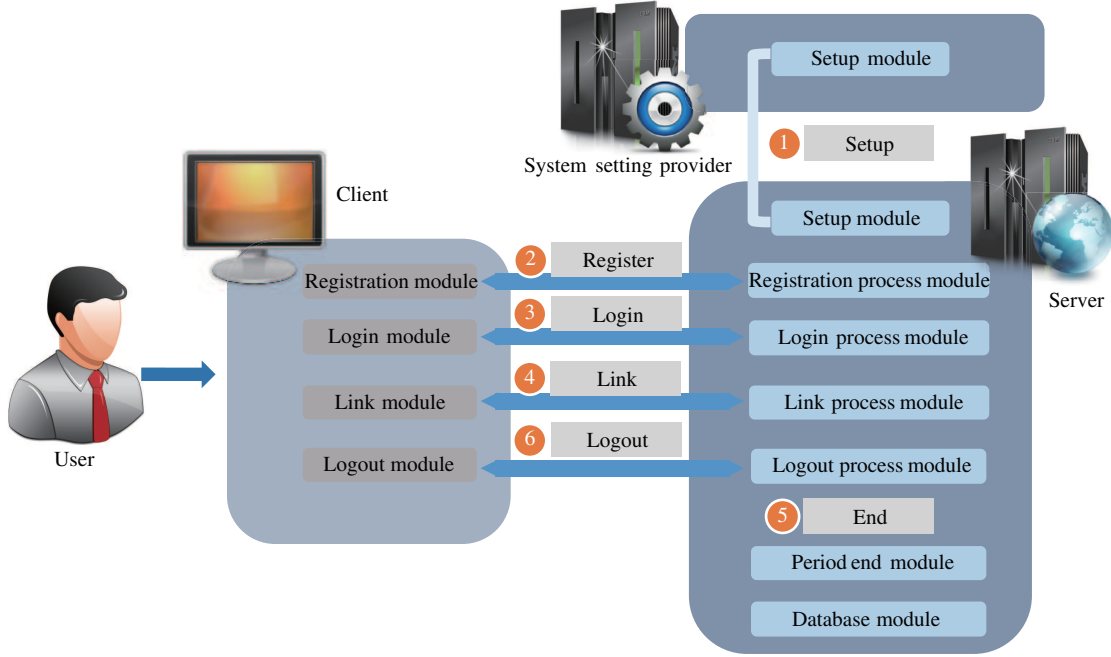 Setup module
1 Setup
System setting provider
Client
Setup module
Server
2 Register
Registration module
Registration process module
3 Login
Login module
Login process module
4 Link
Link module
Link process module
6 Logout
Logout module
Logout process module
User
5 End
Period end module
Database module